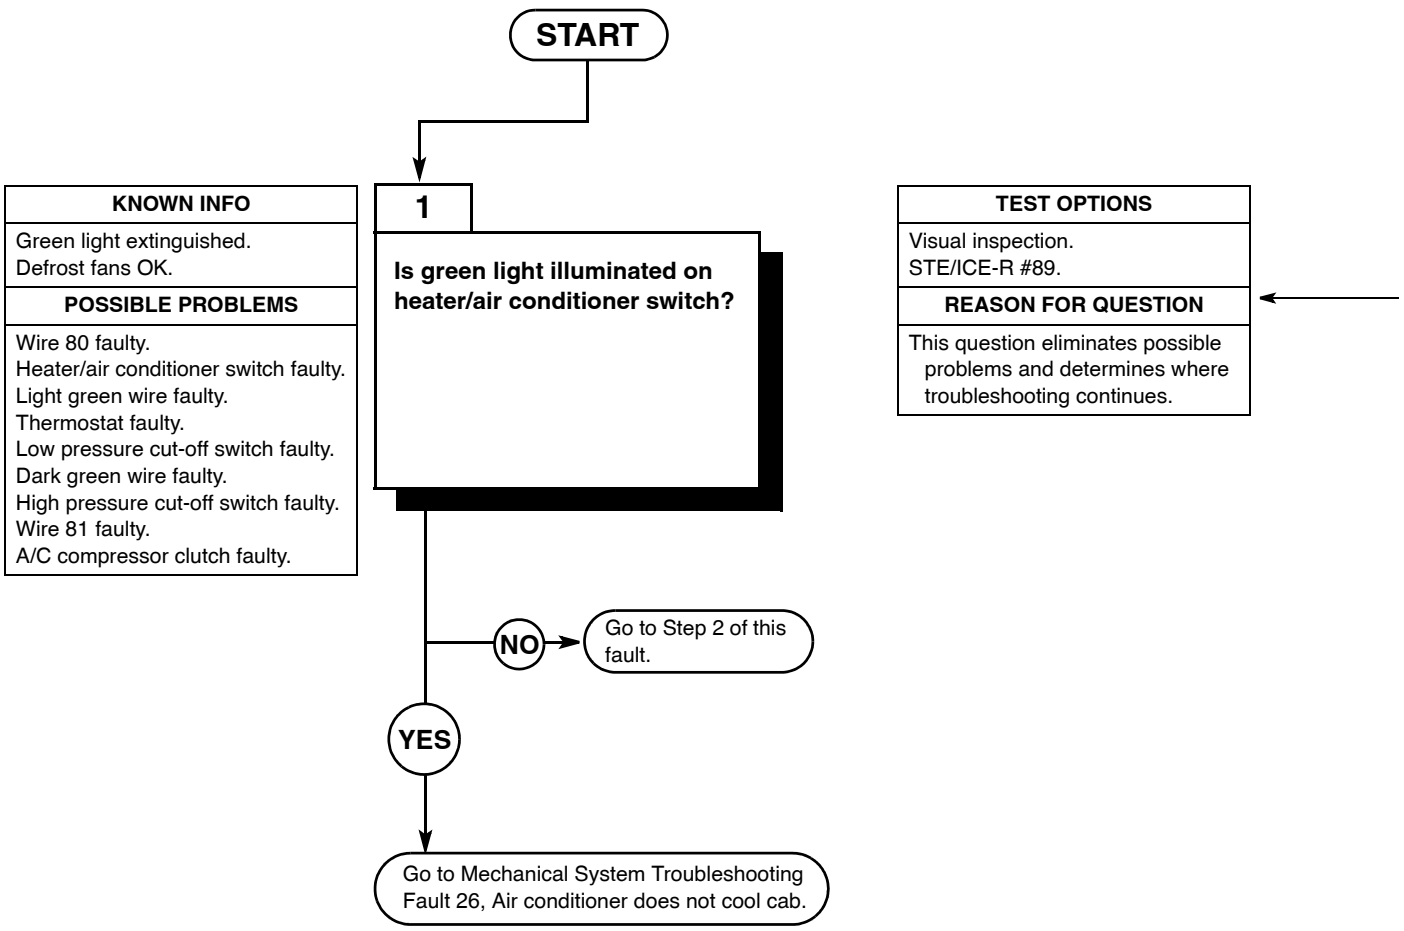 START
KNOWN INFO
Green light extinguished.
Defrost fans OK.
POSSIBLE PROBLEMS
Wire 80 faulty.
Heater/air conditioner switch faulty.
Light green wire faulty.
Thermostat faulty.
Low pressure cut-off switch faulty.
Dark green wire faulty.
High pressure cut-off switch faulty.
Wire 81 faulty.
A/C compressor clutch faulty.
1
Is green light illuminated on
heater/air conditioner switch?
TEST OPTIONS
Visual inspection.
STE/ICE-R #89.
REASON FOR QUESTION
This question eliminates possible
problems and determines where
troubleshooting continues.
NO
Go to Step 2 of this
fault.
YES
Go to Mechanical System Troubleshooting
Fault 26, Air conditioner does not cool cab.